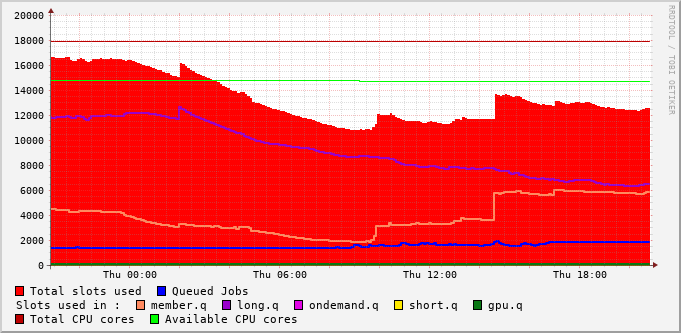 RRDTOOL / TOBI OETIKER
20000
18000
16000
14000
12000
10000
8000
6000
4000
2000
0
Thu 00:00 Thu 06:00 Thu 12:00 Thu 18:00
Total slots used Queued Jobs
Slots used in : member.q long.q ondemand.q short.q gpu.q
Total CPU cores Available CPU cores